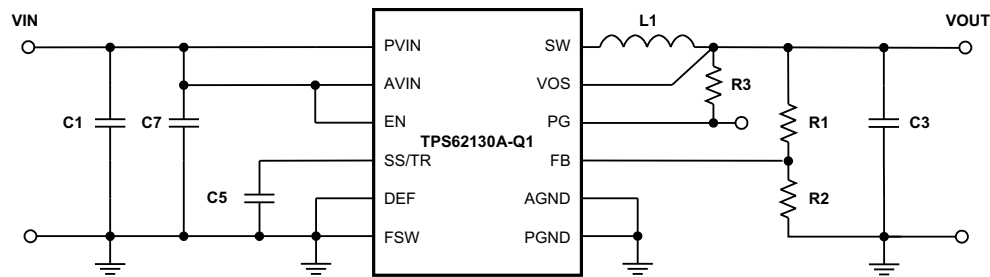 VIN
L1
VOUT
PVIN
SW
AVIN
VOS
R3
C1
C7
EN
PG
R1
C3
TPS62130A-Q1
SS/TR
FB
C5
DEF
AGND
R2
FSW
PGND